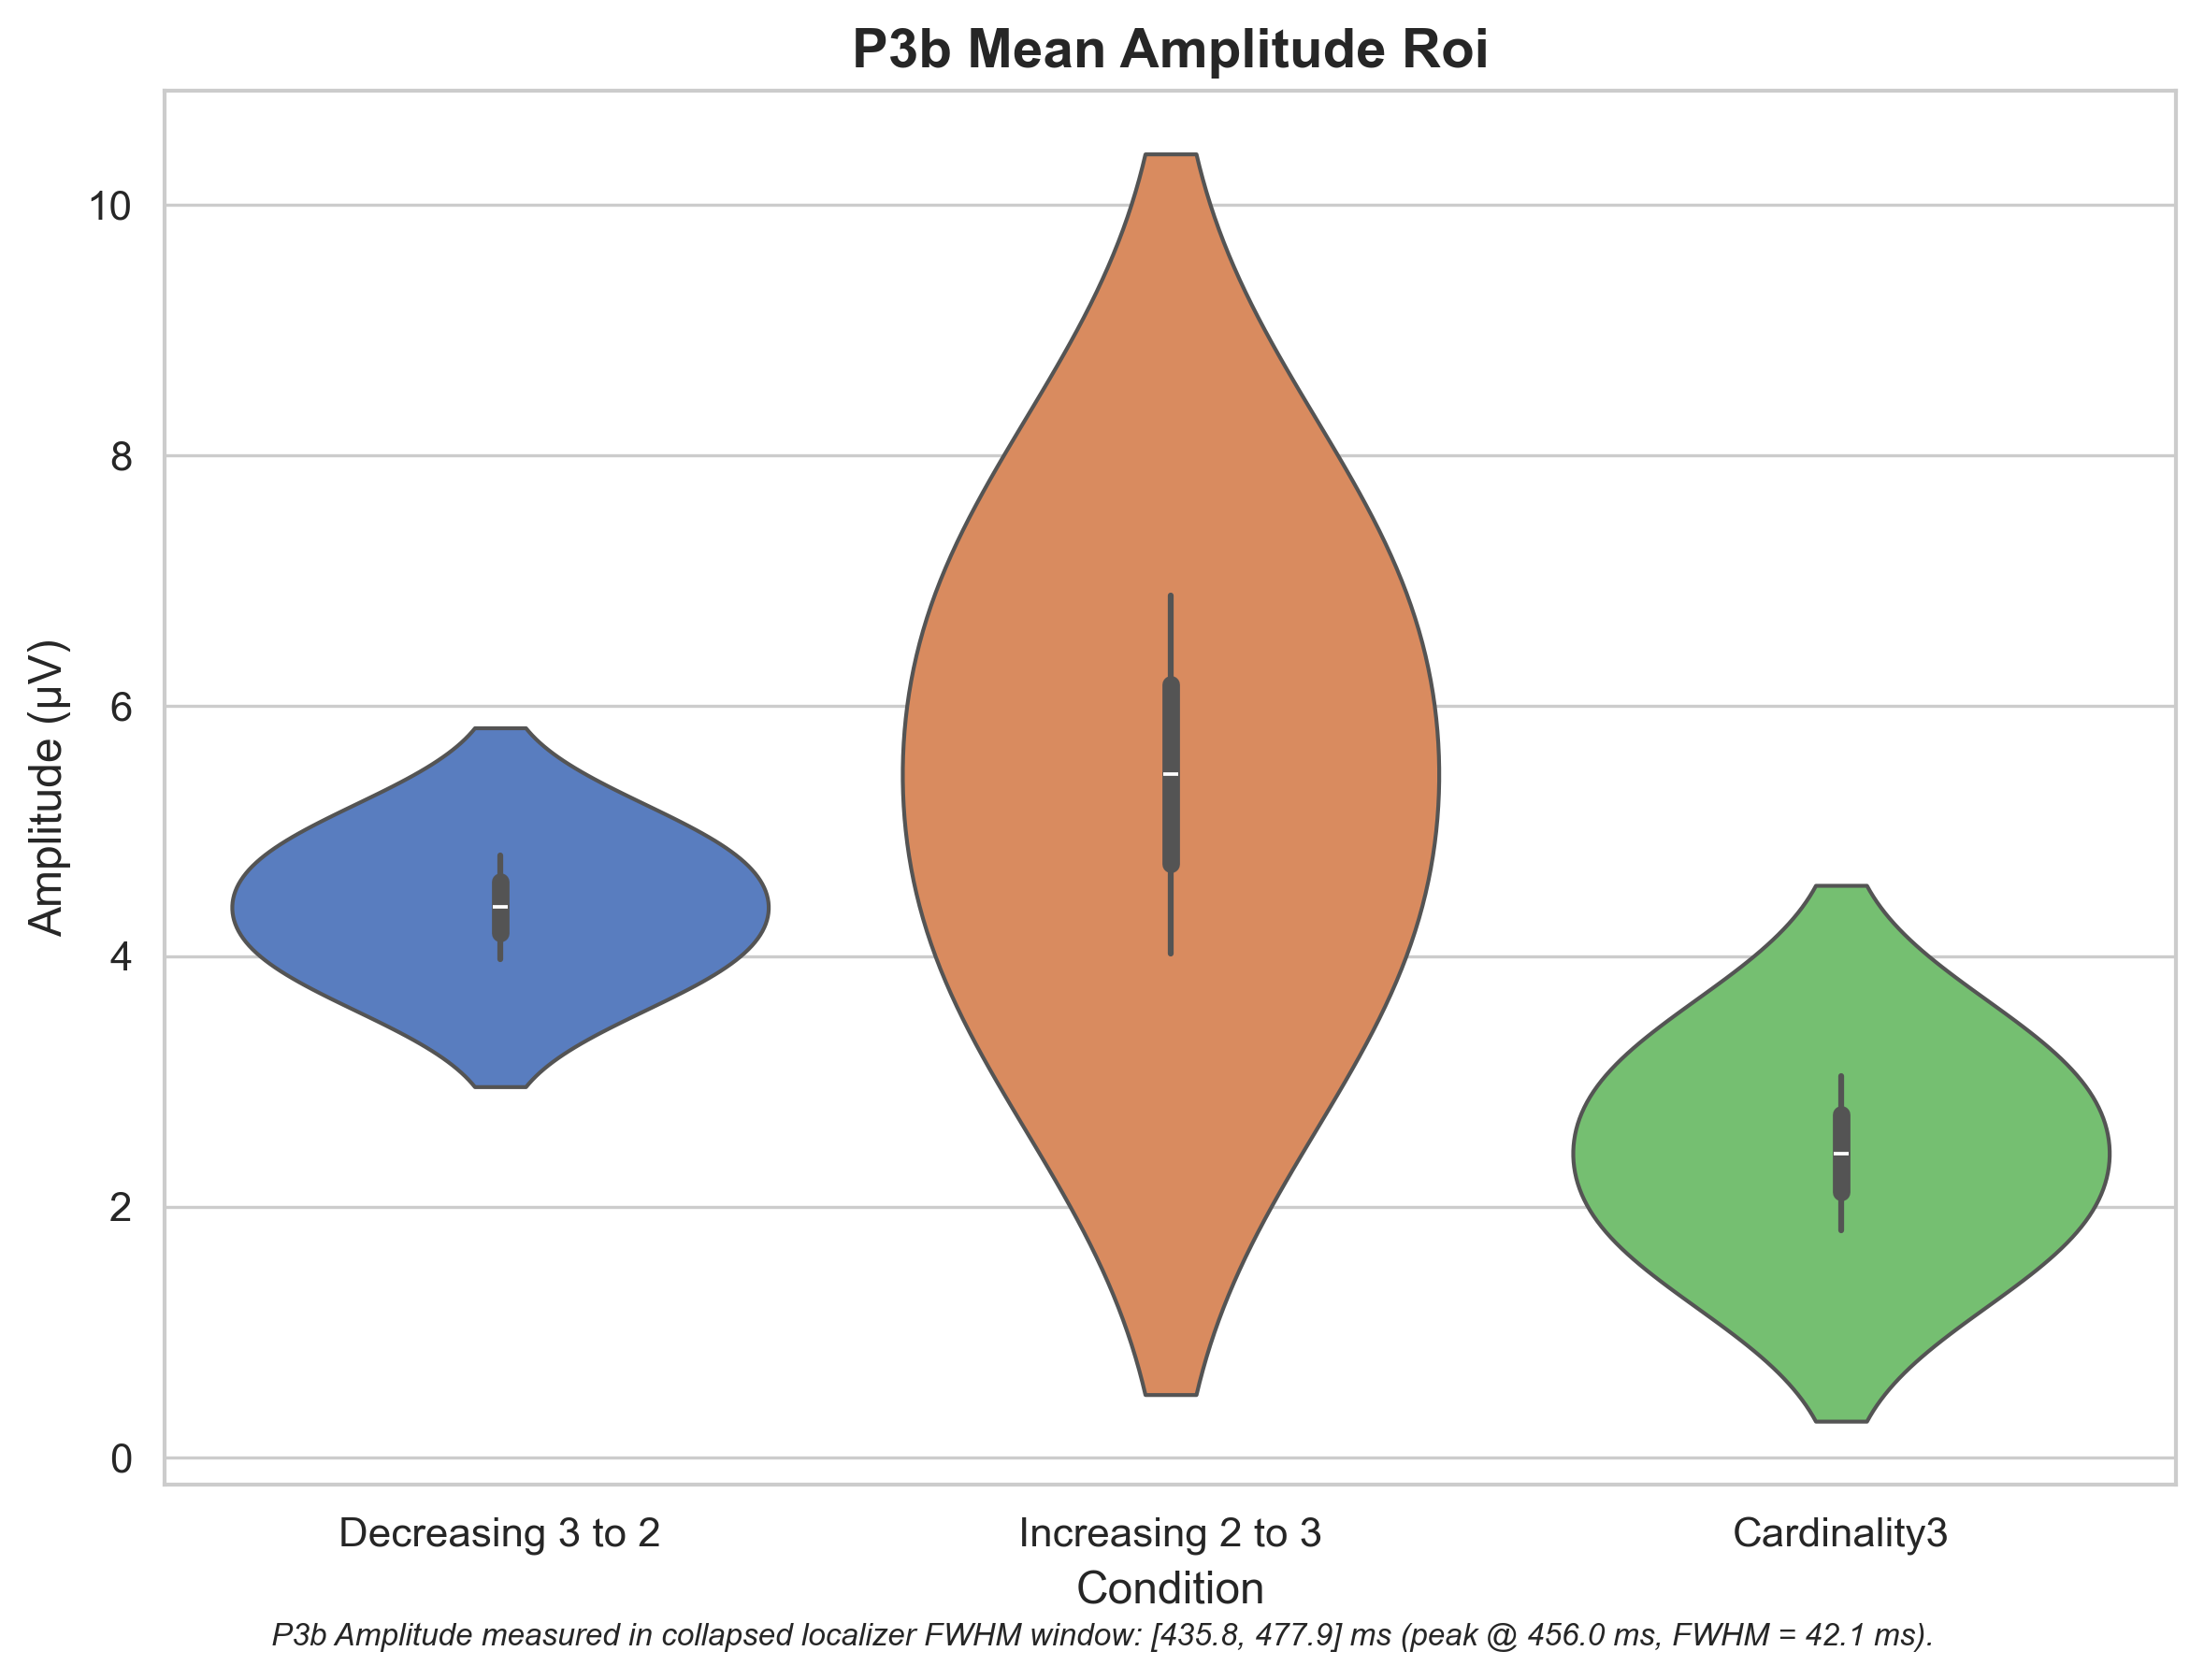 P3b Mean Amplitude Roi
Amplitude (µV)
10
8
6
4
2
0
Decreasing 3 to 2
Increasing 2 to 3
Cardinality3
Condition
P3b Amplitude measured in collapsed localizer FWHM window: [435.8, 477.9] ms (peak @ 456.0 ms, FWHM = 42.1 ms).